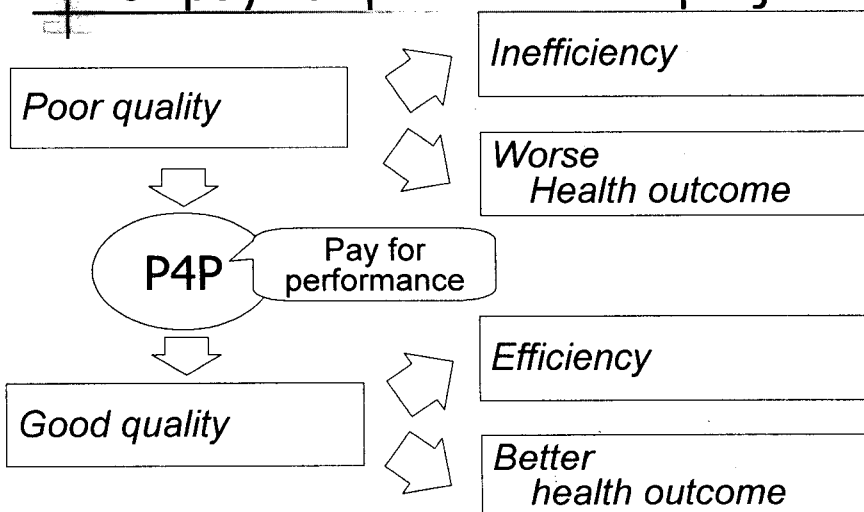 Inefficiency
Poor quality
Worse
Health outcome
P4P
Pay for
performance
Efficiency
Good quality
Better
health outcome